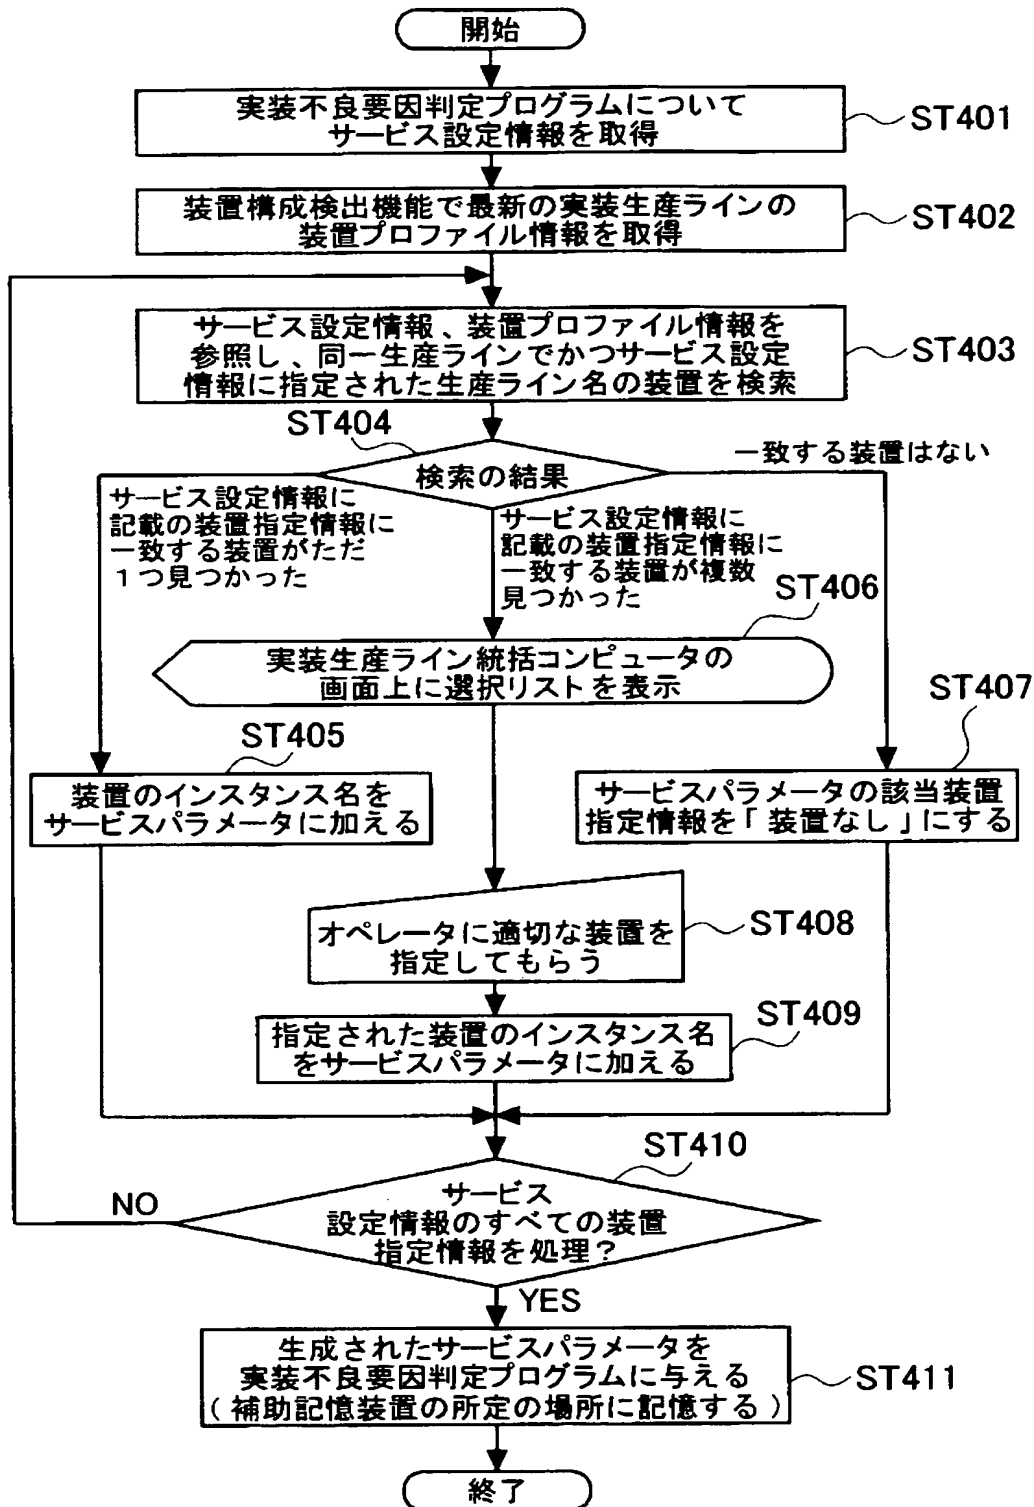 開始
実装不良要因判定プログラムについて
サービス設定情報を取得
ST401
装置構成検出機能で最新の実装生産ラインの
装置プロファイル情報を取得
ST402
サービス設定情報、装置プロファイル情報を
参照し、同一生産ラインでかつサービス設定
情報に指定された生産ライン名の装置を検索
ST403
ST404
検索の結果
一致する装置はない
サービス設定情報に
記載の装置指定情報に
一致する装置がただ
1つ見つかった
サービス設定情報に
記載の装置指定情報に
一致する装置が複数
見つかった
ST406
実装生産ライン統括コンピュータの
画面上に選択リストを表示
ST407
ST405
装置のインスタンス名を
サービスパラメータに加える
サービスパラメータの該当装置
指定情報を「装置なし」にする
オペレータに適切な装置を
指定してもらう
ST408
ST409
指定された装置のインスタンス名
をサービスパラメータに加える
ST410
NO
サービス
設定情報のすべての装置
指定情報を処理?
YES
生成されたサービスパラメータを
実装不良要因判定プログラムに与える
(補助記憶装置の所定の場所に記憶する)
ST411
終了